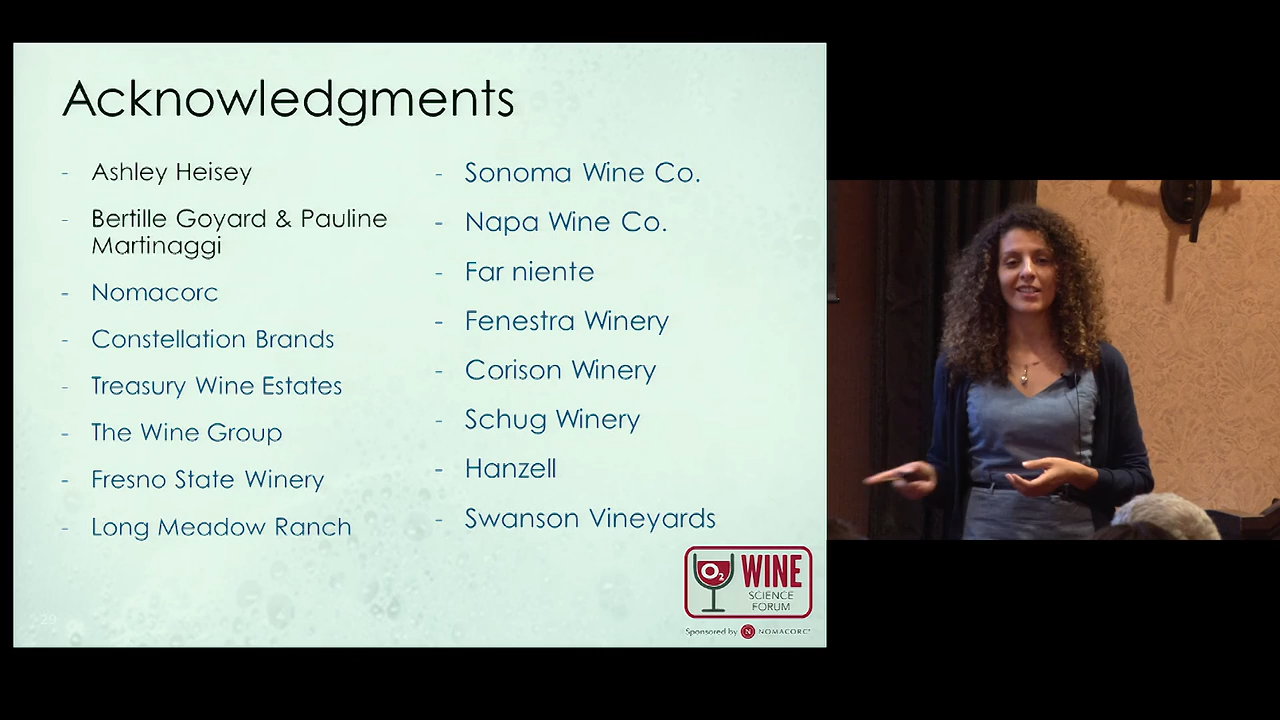 Acknowledgments
- Ashley Heisey
- Bertille Goyard & Pauline
Martinaggi
- Nomacorc
- Constellation Brands
- Treasury Wine Estates
- The Wine Group
- Fresno State Winery
- Long Meadow Ranch
- Sonoma Wine Co.
- Napa Wine Co.
- Far niente
- Fenestra Winery
- Corison Winery
- Schug Winery
- Hanzell
- Swanson Vineyards
O2 WINE
SCIENCE
FORUM
Sponsored by N NOMACORC
29